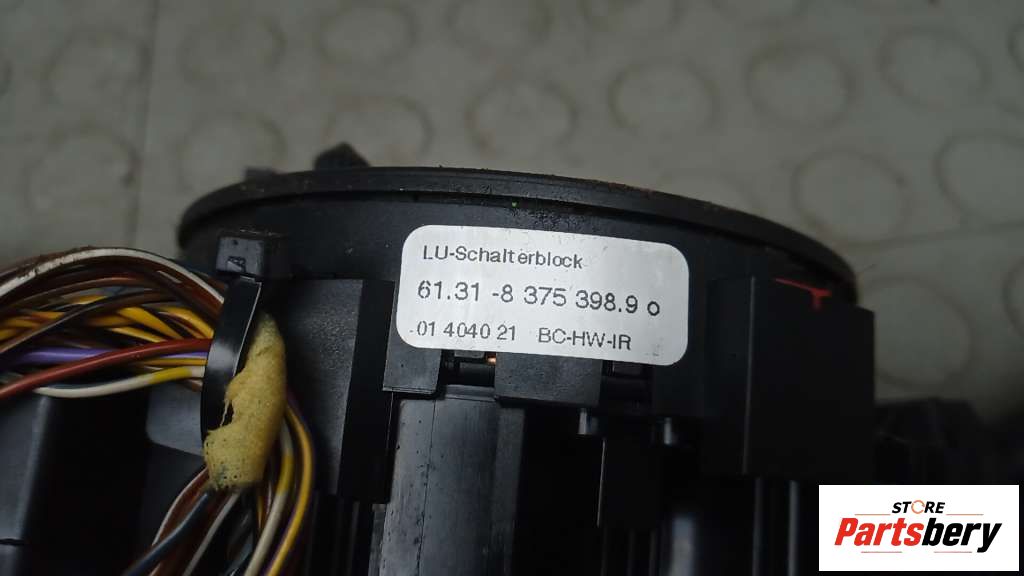 LU-Schalterblock
61.31 -8 375 398.9 o
01 4040 21 BC-HW-IR
STORE
Partsbery